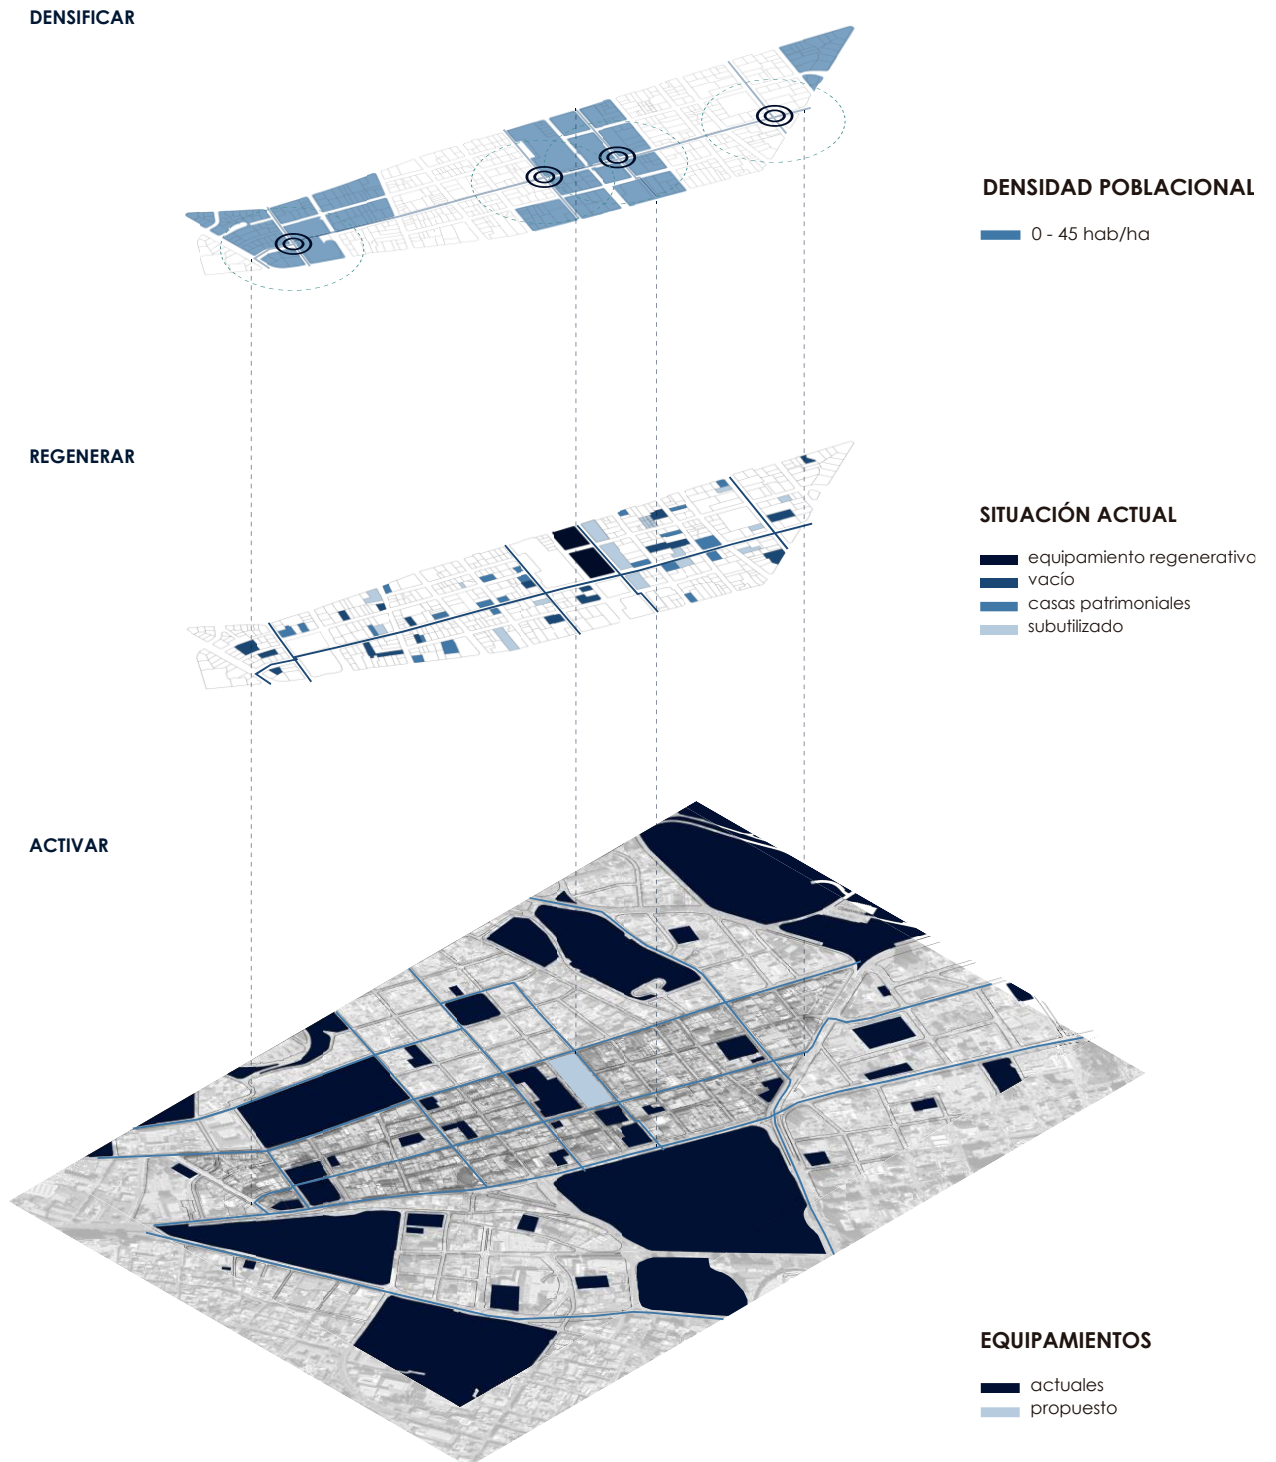 DENSIFICAR
DENSIDAD POBLACIONAL
0 - 45 hab/ha
REGENERAR
SITUACIÓN ACTUAL
equipamiento regenerativo
vacío
casas patrimoniales
subutilizado
ACTIVAR
EQUIPAMIENTOS
actuales
propuesto